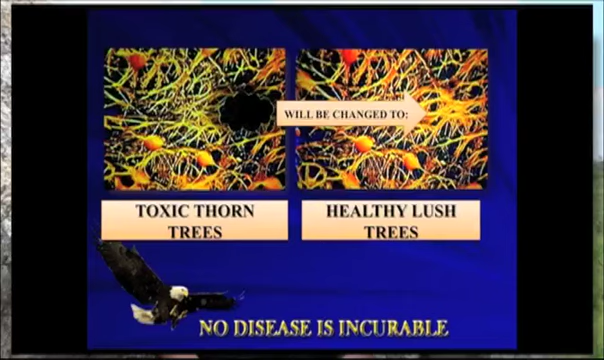 WILL BE CHANGED TO:
TOXIC THORN
TREES
HEALTHY LUSH
TREES
NO DISEASE IS INCURABLE